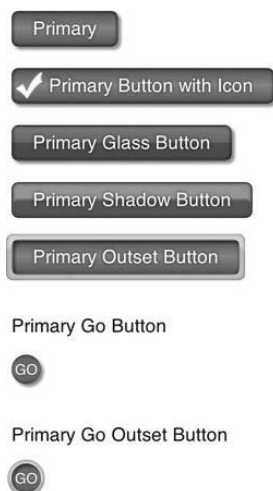 Primary
Primary Button with Icon
Primary Glass Button
Primary Shadow Button
Primary Outset Button
Primary Go Button
GO
Primary Go Outset Button
GO